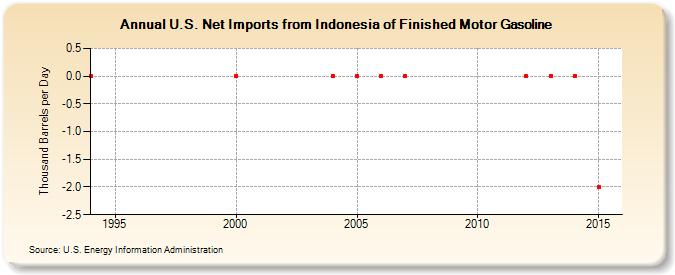 Annual U.S. Net Imports from Indonesia of Finished Motor Gasoline
Thousand Barrels per Day
0.5
0.0
-0.5
-1.0
-1.5
-2.0
-2.5
1995 2000 2005 2010 2015
Source: U.S. Energy Information Administration